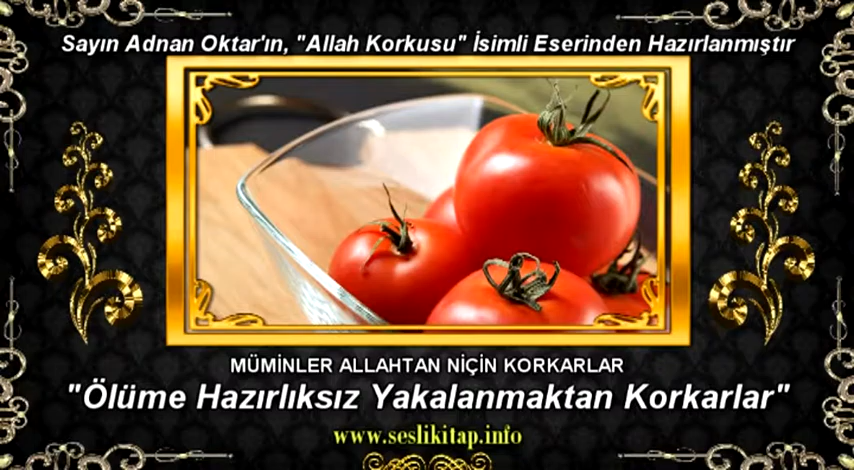 Sayın Adnan Oktar'ın, "Allah Korkusu" İsimli Eserinden Hazırlanmıştır
MÜMİNLER ALLAHTAN NİÇİN KORKARLAR
"Ölüme Hazırlıksız Yakalanmaktan Korkarlar"
www.seslikitap.info